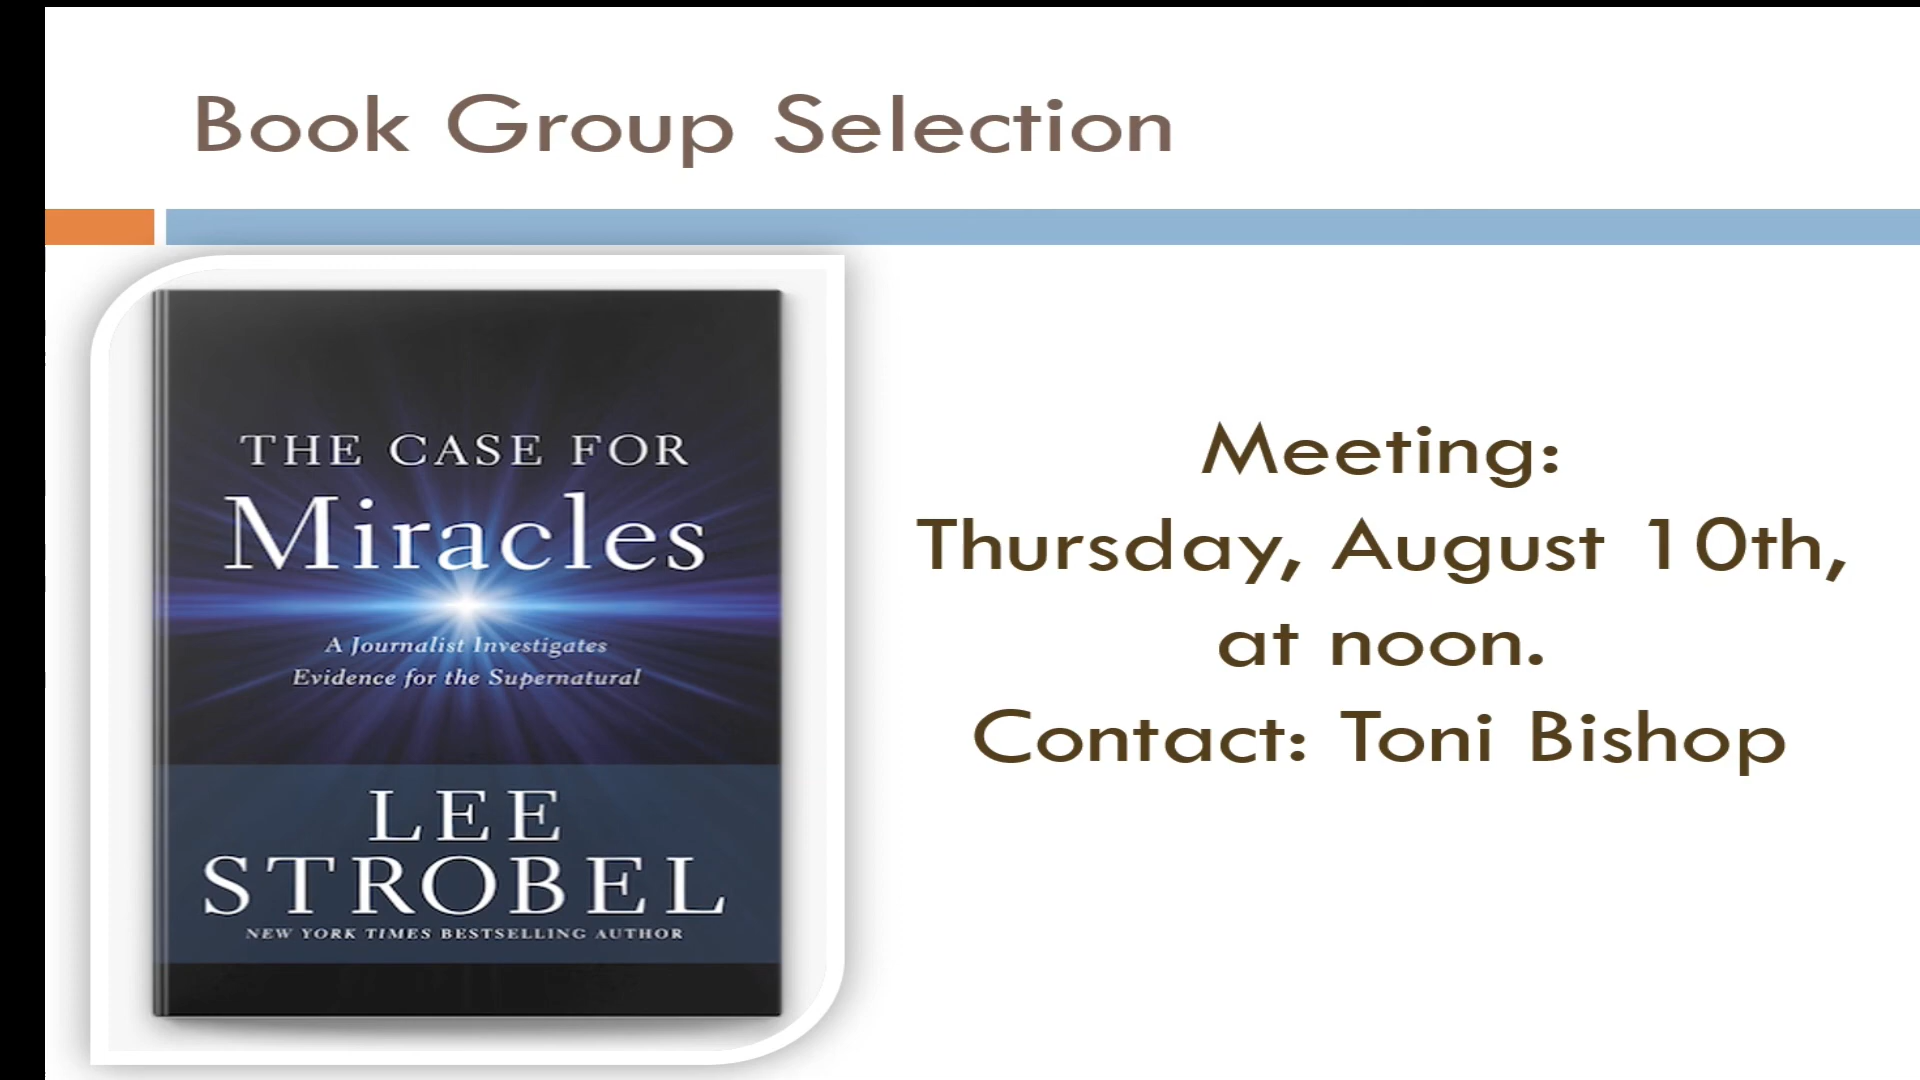 Book Group Selection
THE CASE FOR
Miracles
A Journalist Investigates
Evidence for the Supernatural
LEE
STROBEL
NEW YORK TIMES BESTSELLING AUTHOR
Meeting:
Thursday, August 10th,
at noon.
Contact: Toni Bishop